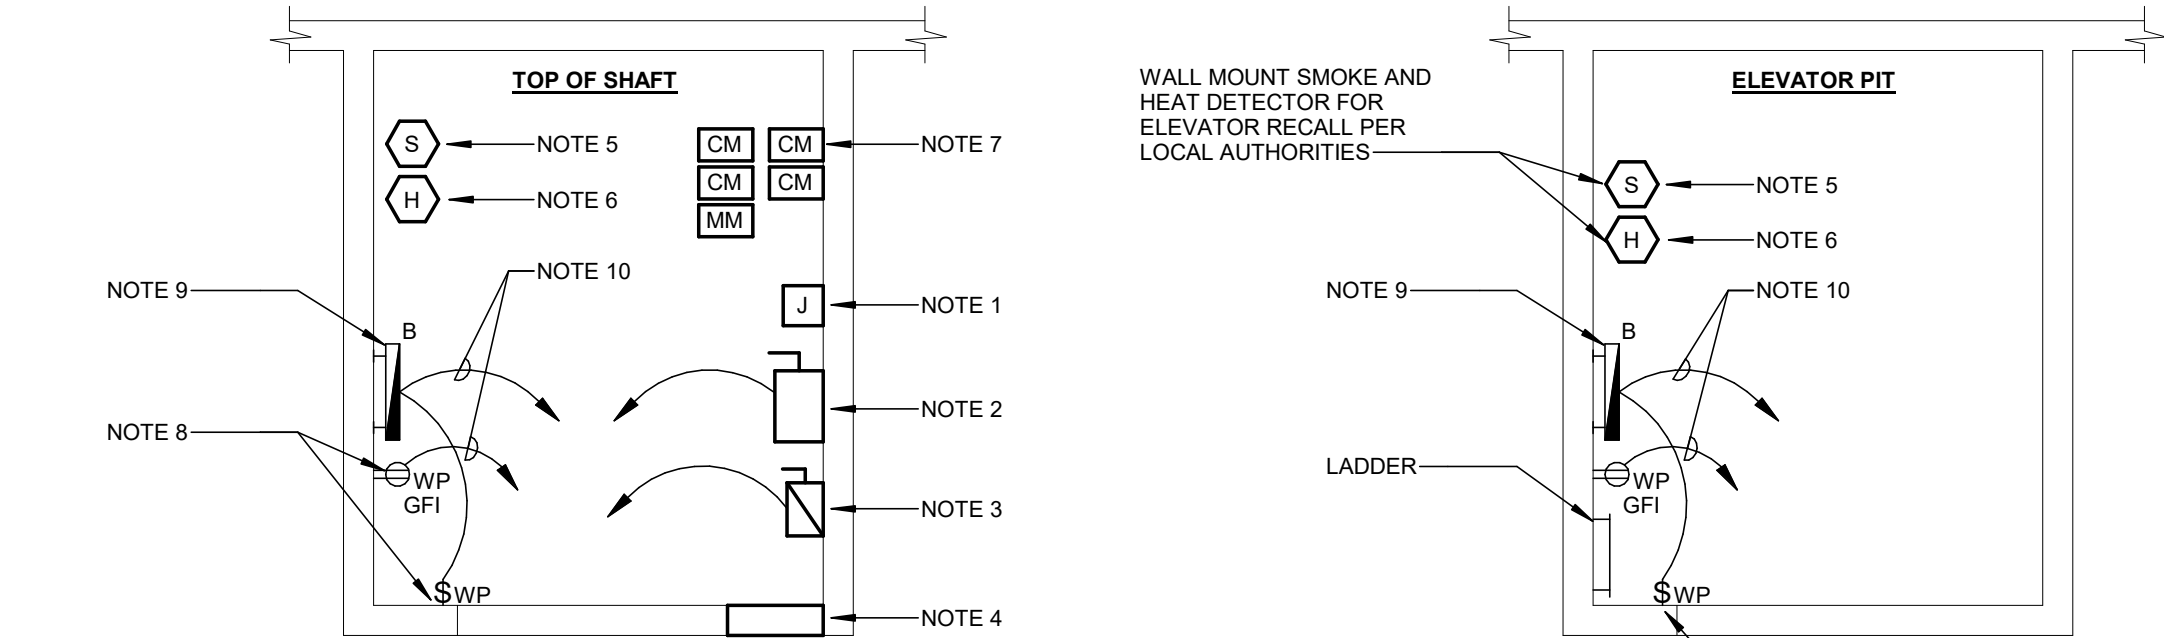 TOP OF SHAFT
S
NOTE 5
H
NOTE 6
CM
CM
NOTE 7
CM
CM
MM
NOTE 10
NOTE 9
B
J
NOTE 1
NOTE 2
NOTE 8
WP
GFI
NOTE 3
$WP
NOTE 4
WALL MOUNT SMOKE AND
HEAT DETECTOR FOR
ELEVATOR RECALL PER
LOCAL AUTHORITIES
ELEVATOR PIT
S
NOTE 5
H
NOTE 6
NOTE 9
NOTE 10
B
LADDER
WP
GFI
$WP